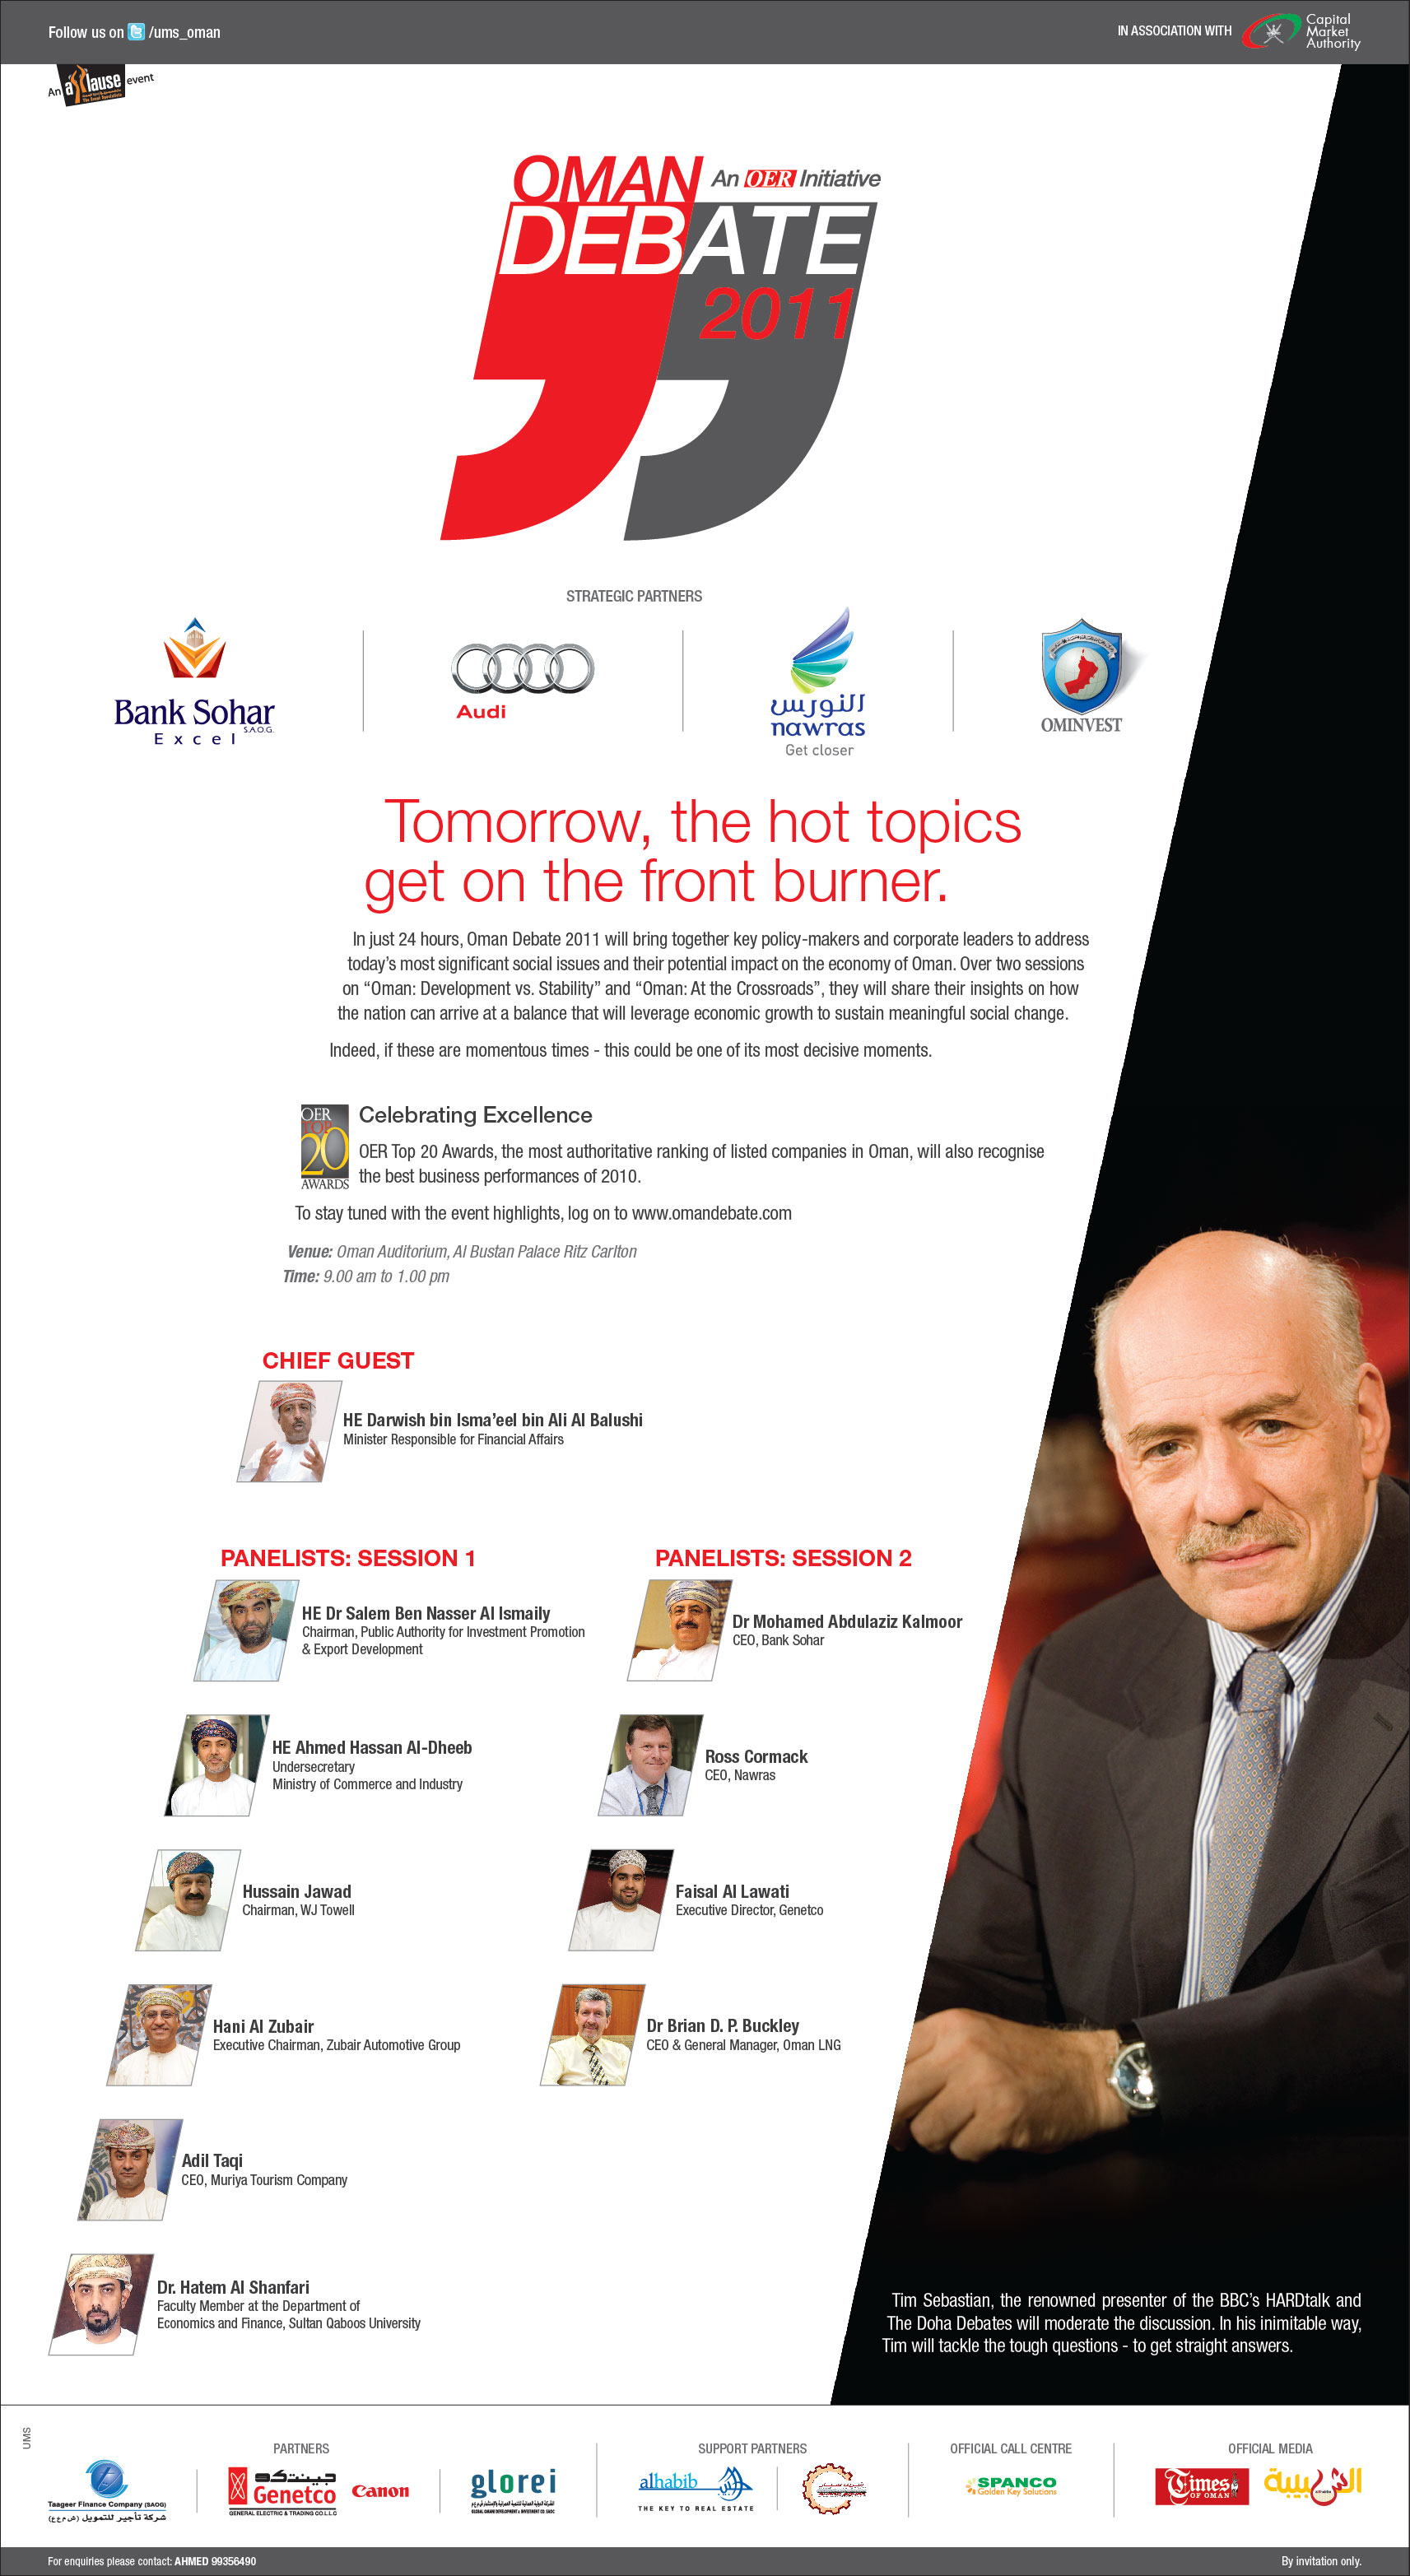 Follow us on /ums_oman
IN ASSOCIATION WITH
Capital
Market
Authority
An
event
OMAN
An OER Initiative
DEBATE
2011
STRATEGIC PARTNERS
Bank Sohar
S.A.O.G.
Excel
Audi
النورس
nawras
Get closer
OMINVEST
Tomorrow, the hot topics
get on the front burner.
In just 24 hours, Oman Debate 2011 will bring together key policy-makers and corporate leaders to address
today's most significant social issues and their potential impact on the economy of Oman. Over two sessions
on “Oman: Development vs. Stability” and “Oman: At the Crossroads”, they will share their insights on how
the nation can arrive at a balance that will leverage economic growth to sustain meaningful social change.
Indeed, if these are momentous times - this could be one of its most decisive moments.
OER
TOP
20
AWARDS
Celebrating Excellence
OER Top 20 Awards, the most authoritative ranking of listed companies in Oman, will also recognise
the best business performances of 2010.
To stay tuned with the event highlights, log on to www.omandebate.com
Venue: Oman Auditorium, Al Bustan Palace Ritz Carlton
Time: 9.00 am to 1.00 pm
CHIEF GUEST
HE Darwish bin Isma'eel bin Ali Al Balushi
Minister Responsible for Financial Affairs
PANELISTS: SESSION 1
HE Dr Salem Ben Nasser Al Ismaily
Chairman, Public Authority for Investment Promotion
& Export Development
HE Ahmed Hassan Al-Dheeb
Undersecretary
Ministry of Commerce and Industry
Hussain Jawad
Chairman, WJ Towell
Hani Al Zubair
Executive Chairman, Zubair Automotive Group
Adil Taqi
CEO, Muriya Tourism Company
Dr. Hatem Al Shanfari
Faculty Member at the Department of
Economics and Finance, Sultan Qaboos University
PANELISTS: SESSION 2
Dr Mohamed Abdulaziz Kalmoor
CEO, Bank Sohar
Ross Cormack
CEO, Nawras
Faisal Al Lawati
Executive Director, Genetco
Dr Brian D. P. Buckley
CEO & General Manager, Oman LNG
Tim Sebastian, the renowned presenter of the BBC's HARDtalk and
The Doha Debates will moderate the discussion. In his inimitable way,
Tim will tackle the tough questions - to get straight answers.
UMS
PARTNERS
Taageer Finance Company (SAOG)
شركة تأجير للتمويل (ش م ع ع)
جينتكو
Genetco
GENERAL ELECTRIC & TRADING CO.L.L.C
Canon
glorei
GLOBAL OMANI DEVELOPMENT & INVESTMENT CO. SAOC
SUPPORT PARTNERS
alhabib
THE KEY TO REAL ESTATE
OFFICIAL CALL CENTRE
SPANCO
Golden Key Solutions
OFFICIAL MEDIA
Times
OF OMAN
الشبيبة
For enquiries please contact: AHMED 99356490
By invitation only.